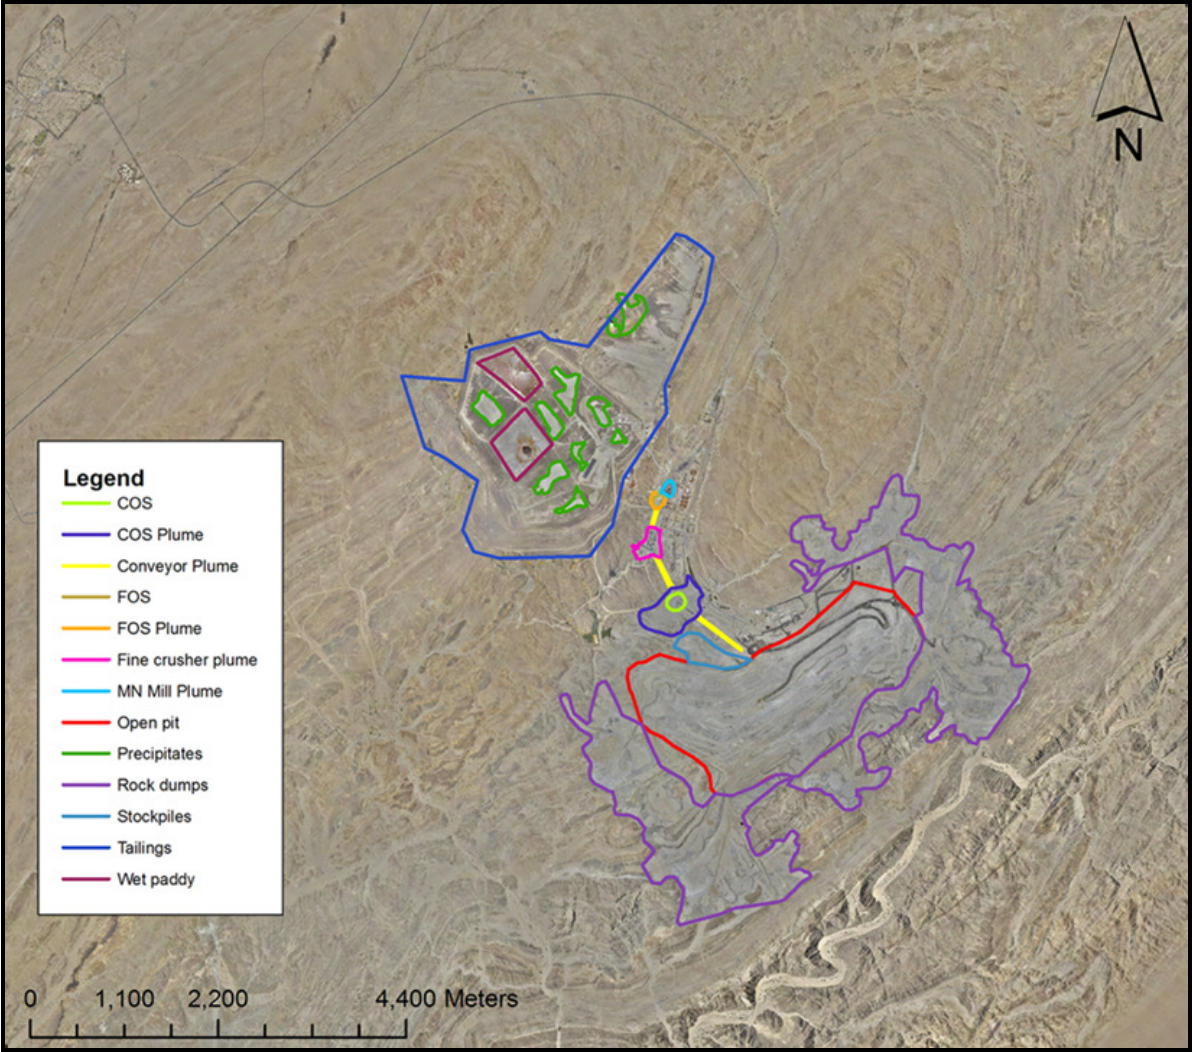 N
Legend
COS
COS Plume
Conveyor Plume
FOS
FOS Plume
Fine crusher plume
MN Mill Plume
Open pit
Precipitates
Rock dumps
Stockpiles
Tailings
Wet paddy
0 1,100 2,200 4,400 Meters